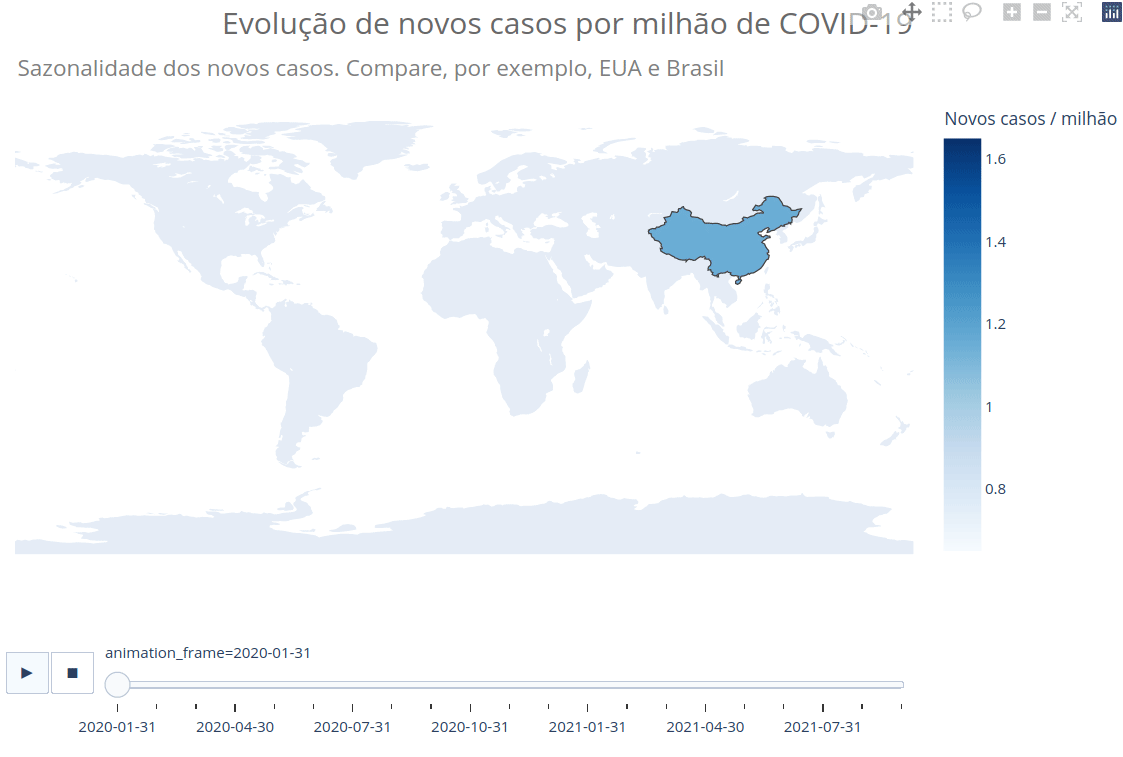 Evolução de novos casos por milhão de COVID-19
Sazonalidade dos novos casos. Compare, por exemplo, EUA e Brasil
Novos casos / milhão
1.6
1.4
1.2
1
0.8
animation_frame=2020-01-31
2020-01-31 2020-04-30 2020-07-31 2020-10-31 2021-01-31 2021-04-30 2021-07-31